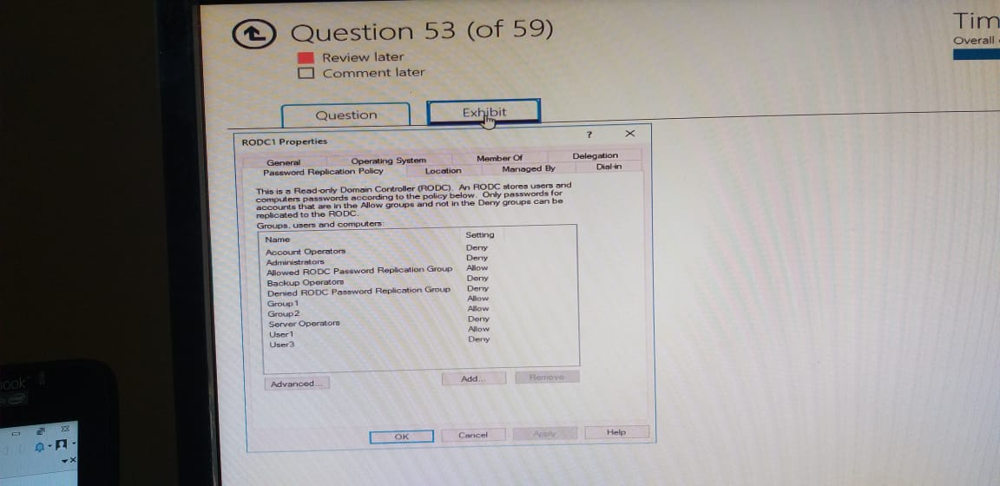 Question 53 (of 59)
Tim
Review later
Overall
Comment later
Question
Exhibit
RODC1 Properties
? X
General Operating System Member Of Delegation
Password Replication Policy Location Managed By Dial-in
This is a Read-only Domain Controller (RODC). An RODC stores users and
computers passwords according to the policy below. Only passwords for
accounts that are in the Allow groups and not in the Deny groups can be
replicated to the RODC.
Groups, users and computers:
Name Setting
Account Operators Deny
Administrators Deny
Allowed RODC Password Replication Group Allow
Backup Operators Deny
Denied RODC Password Replication Group Deny
Group1 Allow
Group2 Allow
Server Operators Deny
User1 Allow
User3 Deny
Advanced... Add... Remove
OK Cancel Apply Help
book
intel